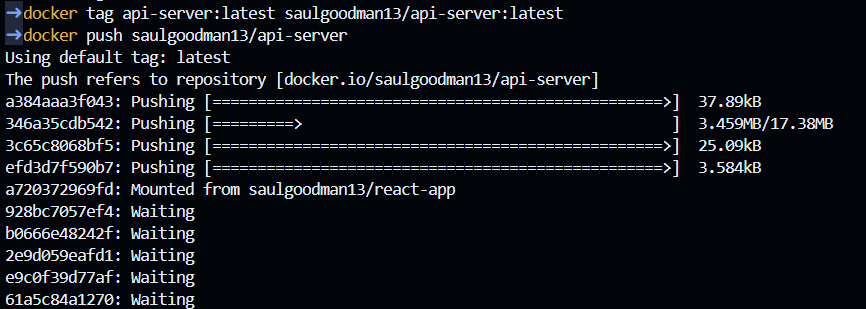 →docker tag api-server:latest saulgoodman13/api-server:latest
→docker push saulgoodman13/api-server
Using default tag: latest
The push refers to repository [docker.io/saulgoodman13/api-server]
a384aaa3f043: Pushing [==================================================>] 37.89kB
346a35cdb542: Pushing [=========> ] 3.459MB/17.38MB
3c65c8068bf5: Pushing [==================================================>] 25.09kB
efd3d7f590b7: Pushing [==================================================>] 3.584kB
a720372969fd: Mounted from saulgoodman13/react-app
928bc7057ef4: Waiting
b0666e48242f: Waiting
2e9d059eafd1: Waiting
e9c0f39d77af: Waiting
61a5c84a1270: Waiting